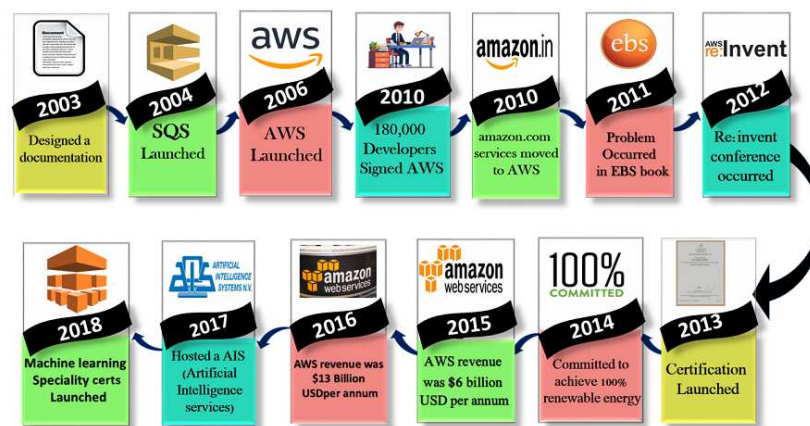 Document
2003
Designed a
documentation
2004
SQS
Launched
aws
2006
AWS
Launched
2010
180,000
Developers
Signed AWS
amazon.in
2010
amazon.com
services moved
to AWS
ebs
2011
Problem
Occurred
in EBS book
AWS
re:Invent
2012
Re: invent
conference
occurred
2013
Certification
Launched
100%
COMMITTED
2014
Committed to
achieve 100%
renewable energy
amazon
webservices
2015
AWS revenue
was $6 billion
USD per annum
amazon
webservices
2016
AWS revenue was
$13 Billion
USDper annum
ARTIFICIAL
INTELLIGENCE
SYSTEMS N.V.
2017
Hosted a AIS
(Artificial
Intelligence
services)
2018
Machine learning
Speciality certs
Launched